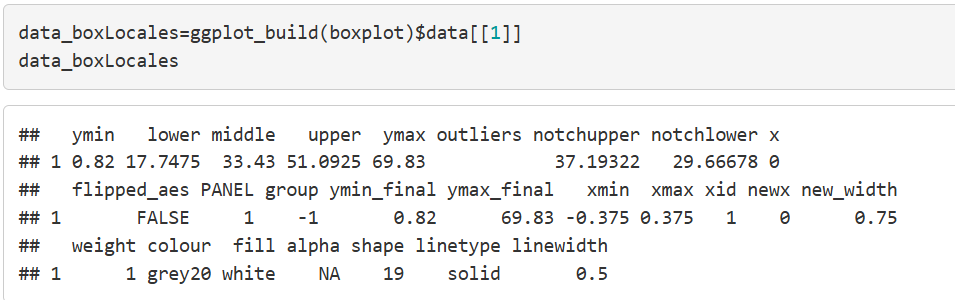 data_boxLocales=ggplot_build(boxplot)$data[[1]]
data_boxLocales
##   ymin   lower middle   upper  ymax outliers notchupper notchlower x
## 1 0.82 17.7475  33.43 51.0925 69.83            37.19322   29.66678 0
##   flipped_aes PANEL group ymin_final ymax_final   xmin  xmax xid newx new_width
## 1       FALSE     1    -1       0.82      69.83 -0.375 0.375   1    0      0.75
##   weight colour  fill alpha shape linetype linewidth
## 1      1 grey20 white    NA    19    solid       0.5